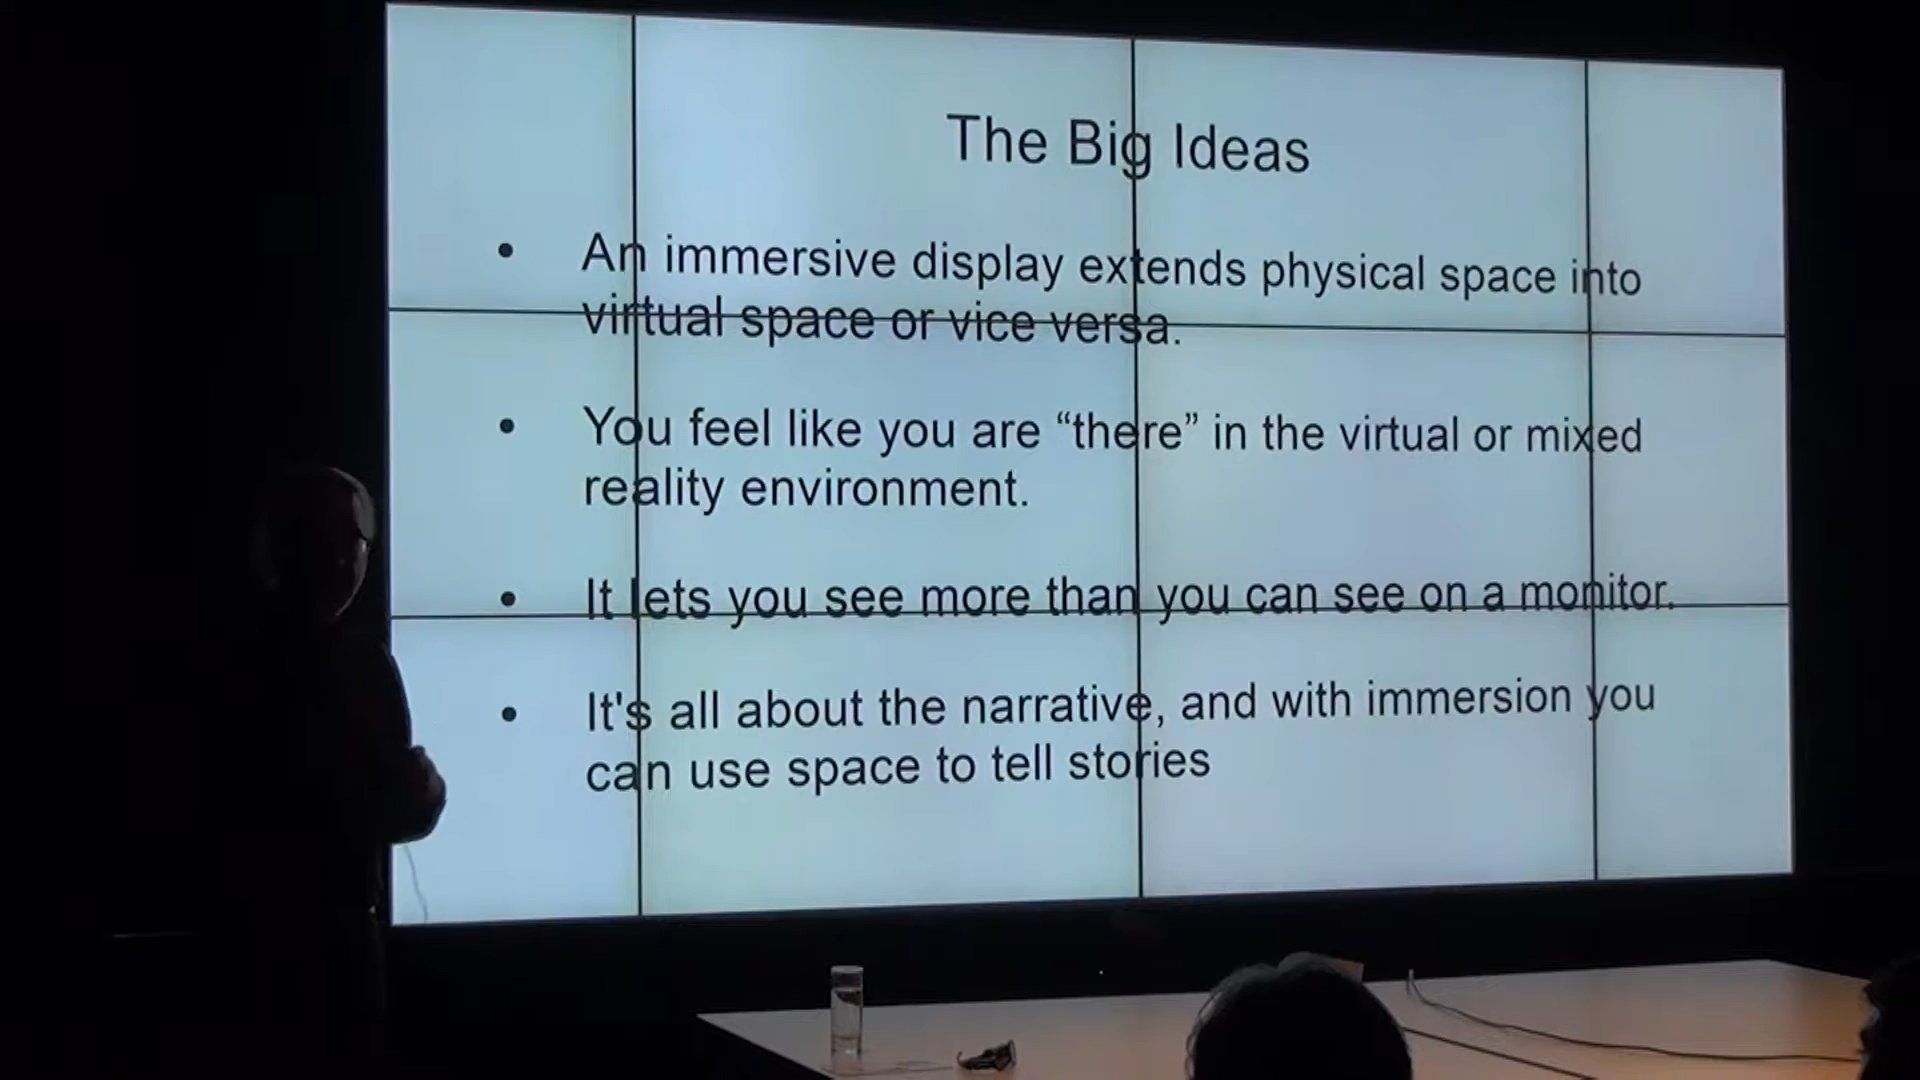 The Big Ideas
• An immersive display extends physical space into
virtual space or vice versa.
• You feel like you are “there” in the virtual or mixed
reality environment.
• It lets you see more than you can see on a monitor.
• It's all about the narrative, and with immersion you
can use space to tell stories